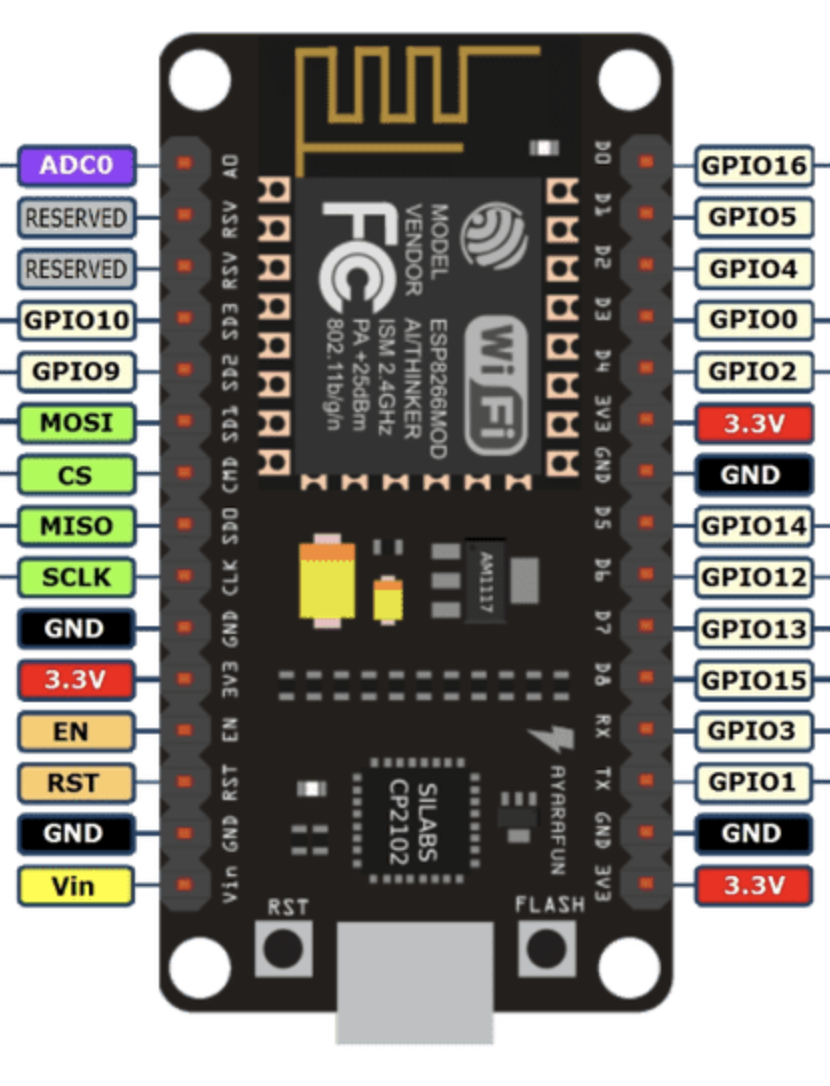 ADC0
RESERVED
RESERVED
GPIO10
GPIO9
MOSI
CS
MISO
SCLK
GND
3.3V
EN
RST
GND
Vin
A0
RSV
RSV
SD3
SD2
SD1
CMD
SD0
CLK
GND
3V3
EN
RST
GND
Vin
FC
MODEL
VENDOR
ESP8266MOD
AI/THINKER
ISM 2.4GHz
PA +25dBm
802.11b/g/n
Wi Fi
AM1117
SILABS
CP2102
AYARAFUN
RST
FLASH
D0
D1
D2
D3
D4
3V3
GND
D5
D6
D7
D8
RX
TX
GND
3V3
GPIO16
GPIO5
GPIO4
GPIO0
GPIO2
3.3V
GND
GPIO14
GPIO12
GPIO13
GPIO15
GPIO3
GPIO1
GND
3.3V